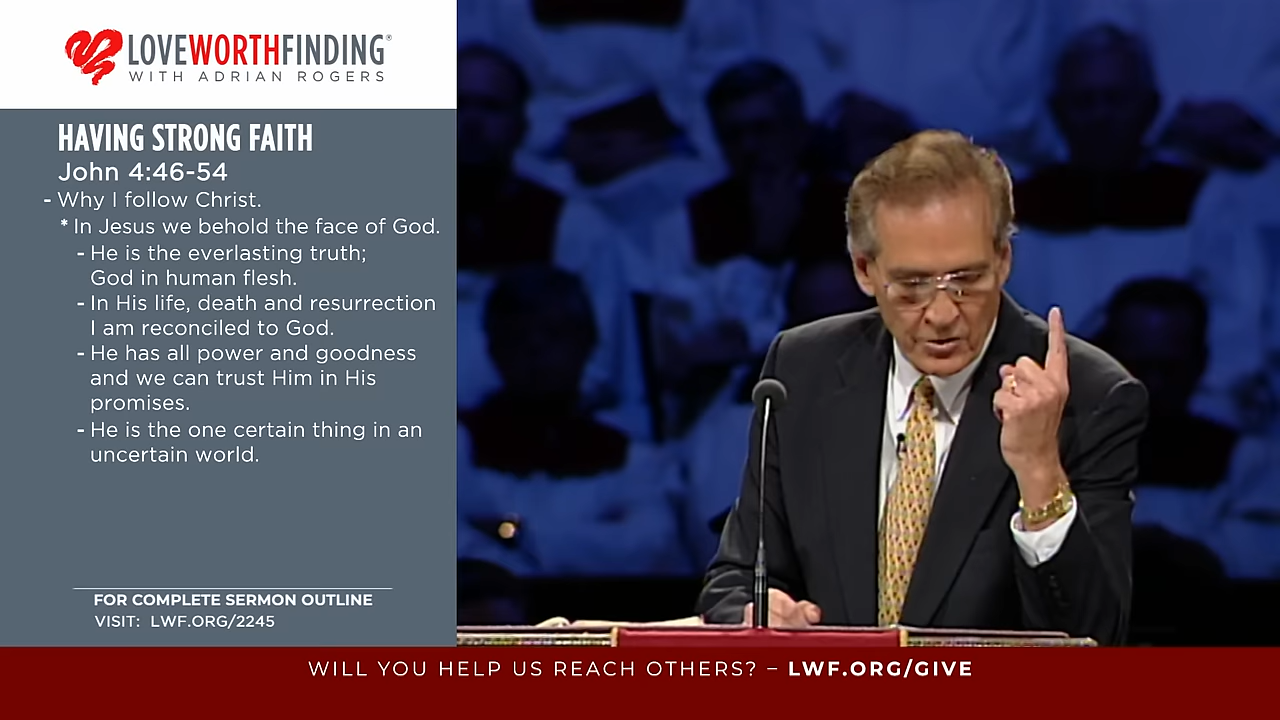 LOVEWORTHFINDING®
WITH ADRIAN ROGERS
HAVING STRONG FAITH
John 4:46-54
- Why I follow Christ.
* In Jesus we behold the face of God.
- He is the everlasting truth;
God in human flesh.
- In His life, death and resurrection
I am reconciled to God.
- He has all power and goodness
and we can trust Him in His
promises.
- He is the one certain thing in an
uncertain world.
FOR COMPLETE SERMON OUTLINE
VISIT: LWF.ORG/2245
WILL YOU HELP US REACH OTHERS? – LWF.ORG/GIVE